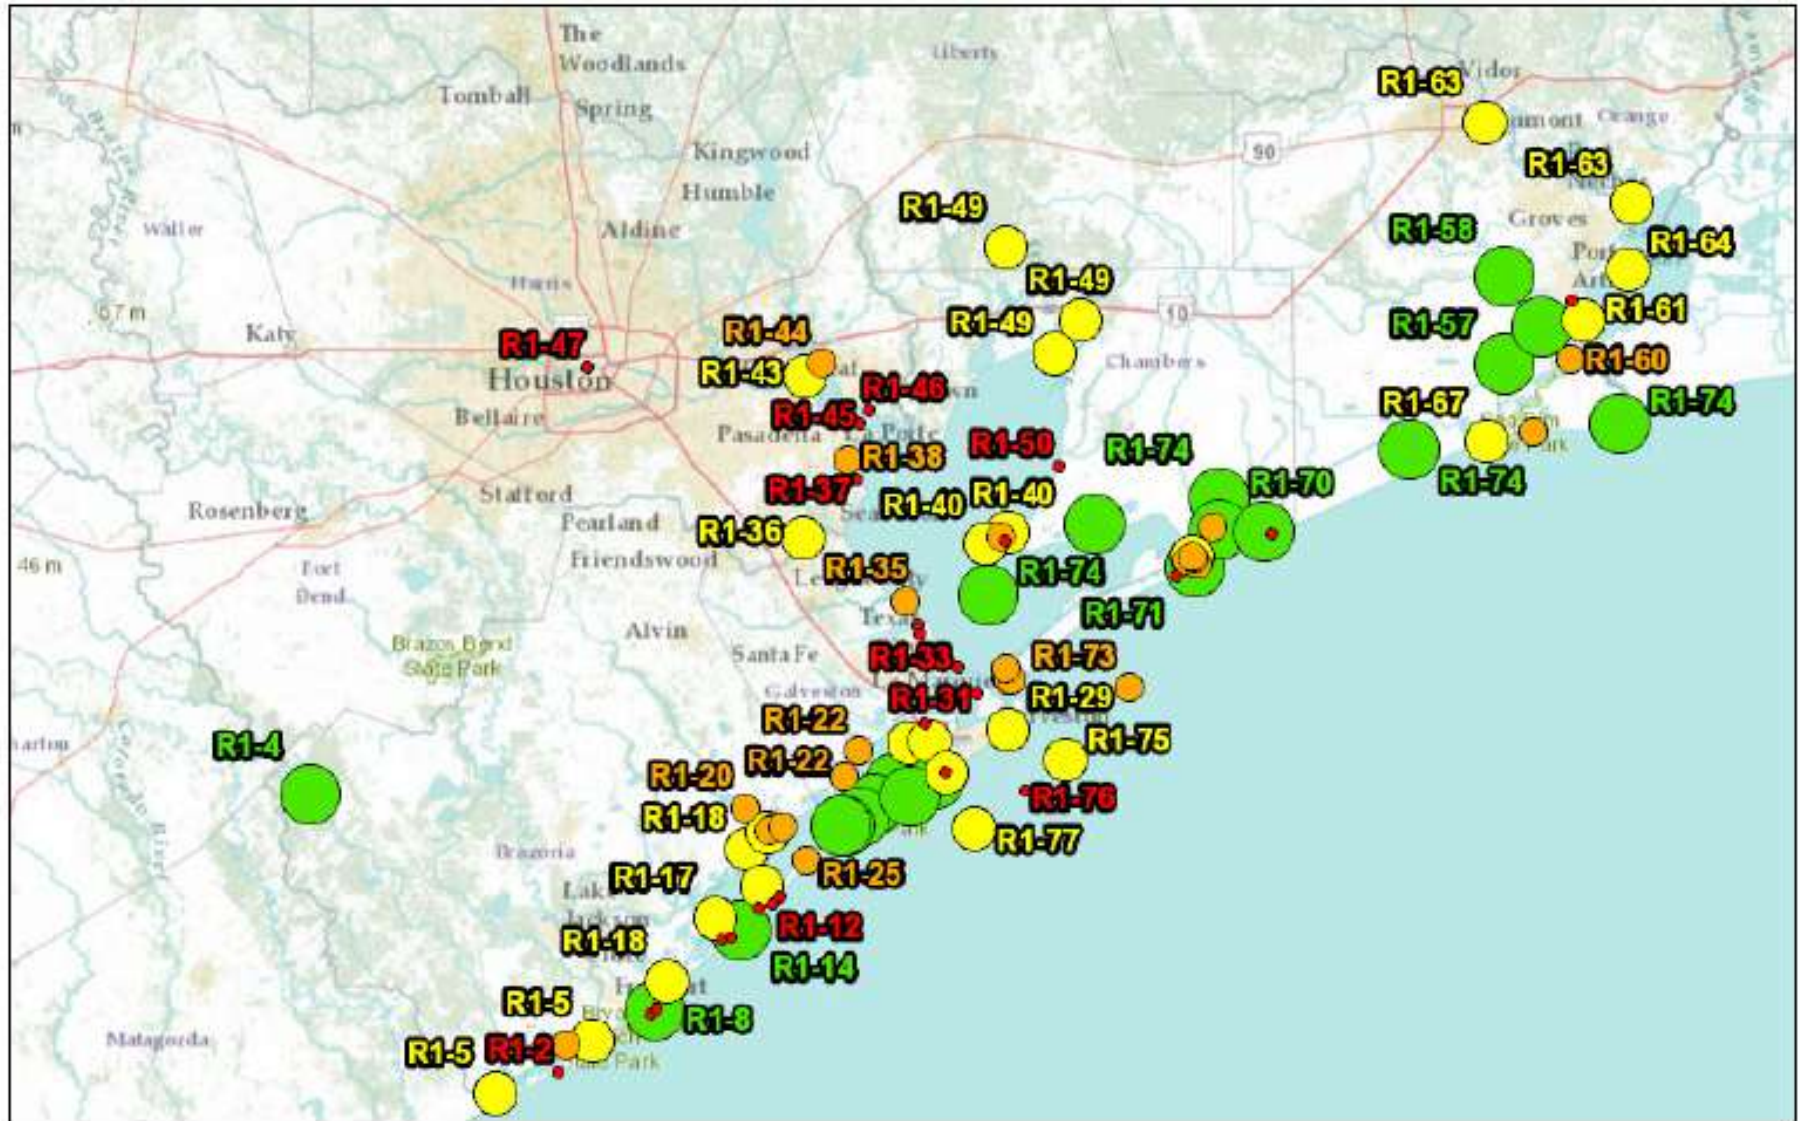 The
Woodlands
Liberty
Vidor
R1-63
Tomball
Spring
Orange
Kingwood
90
R1-63
Humble
R1-49
Groves
Waller
Aldine
R1-58
R1-64
R1-49
Harris
R1-61
R1-49
10
R1-57
Katy
R1-44
R1-47
R1-60
Chambers
R1-43
Houston
R1-46
R1-67
R1-74
Bellaire
R1-45
Pasadena
La Porte
R1-50
R1-74
R1-38
R1-74
R1-70
Stafford
R1-37
R1-40
R1-40
Rosenberg
Pearland
R1-36
Friendswood
46 m
Fort
Bend
R1-35
R1-74
R1-71
Texas
Alvin
Brazos Bend
State Park
Santa Fe
R1-33
R1-73
Galveston
R1-31
R1-29
R1-22
R1-4
R1-75
R1-22
R1-20
R1-76
R1-18
R1-77
Brazoria
R1-25
R1-17
Lake
Jackson
R1-12
R1-18
R1-14
R1-5
R1-8
Matagorda
R1-5
R1-2